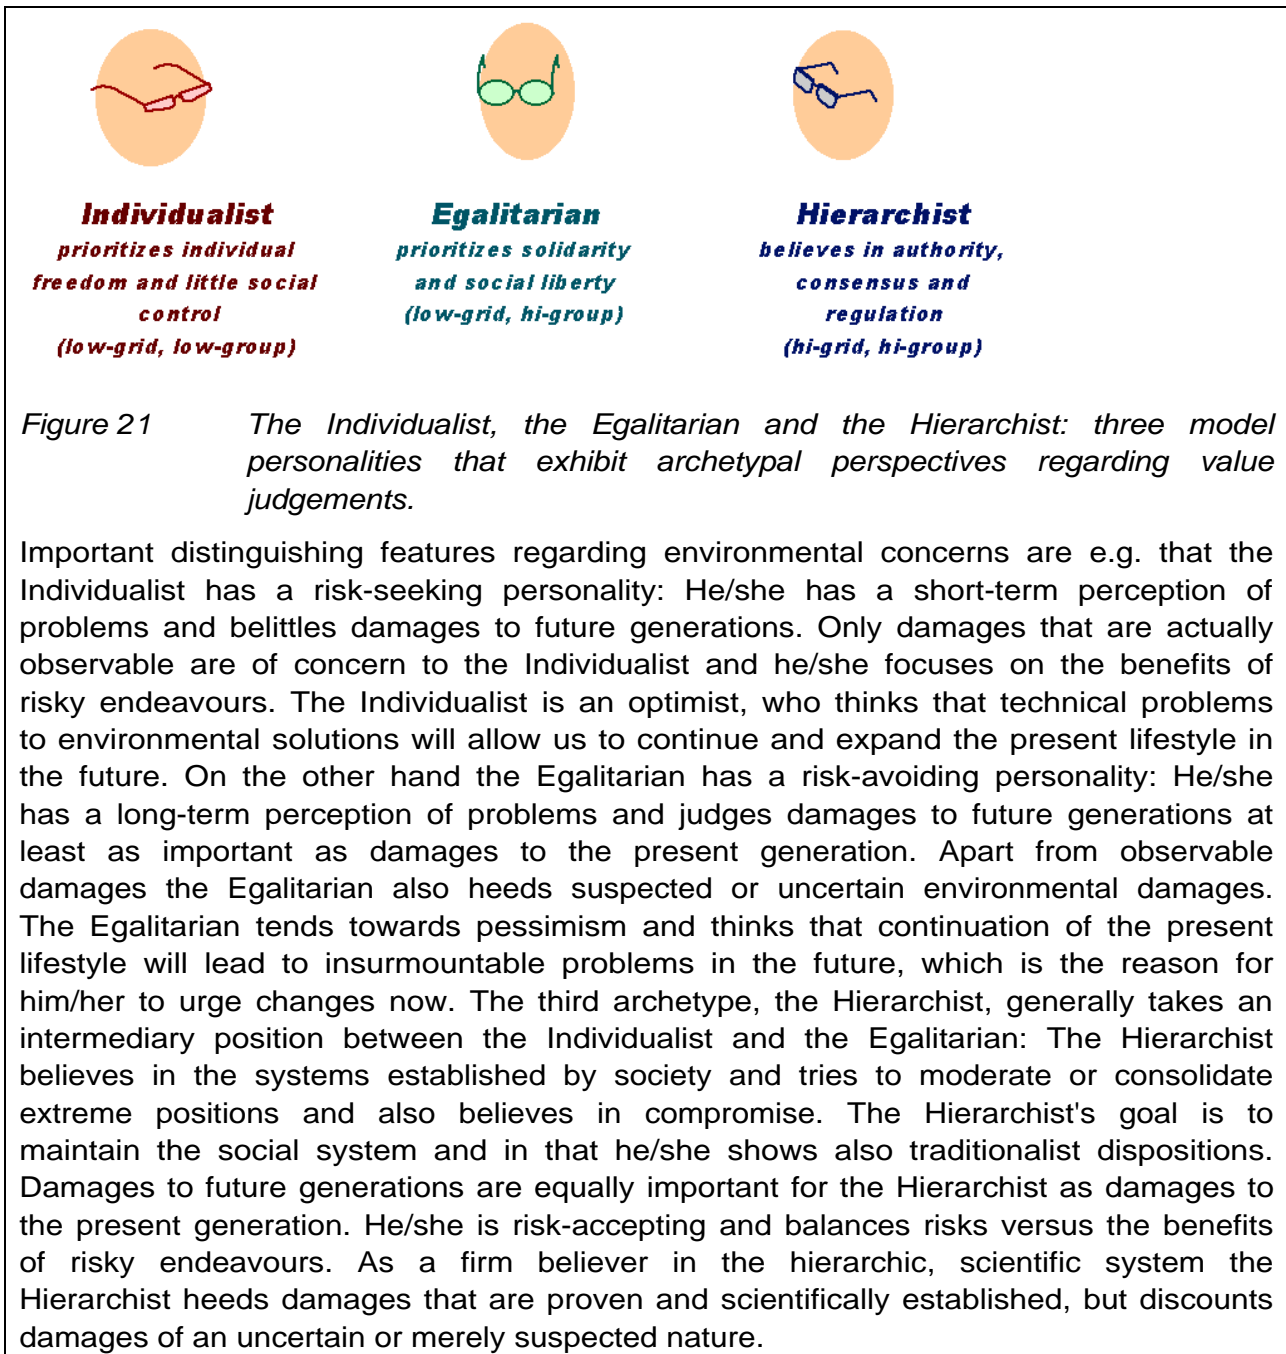 Individualist
prioritizes individual
freedom and little social
control
(low-grid, low-group)
Egalitarian
prioritizes solidarity
and social liberty
(low-grid, hi-group)
Hierarchist
believes in authority,
consensus and
regulation
(hi-grid, hi-group)
Figure 21 The Individualist, the Egalitarian and the Hierarchist: three model
personalities that exhibit archetypal perspectives regarding value
judgements.
Important distinguishing features regarding environmental concerns are e.g. that the
Individualist has a risk-seeking personality: He/she has a short-term perception of
problems and belittles damages to future generations. Only damages that are actually
observable are of concern to the Individualist and he/she focuses on the benefits of
risky endeavours. The Individualist is an optimist, who thinks that technical problems
to environmental solutions will allow us to continue and expand the present lifestyle in
the future. On the other hand the Egalitarian has a risk-avoiding personality: He/she
has a long-term perception of problems and judges damages to future generations at
least as important as damages to the present generation. Apart from observable
damages the Egalitarian also heeds suspected or uncertain environmental damages.
The Egalitarian tends towards pessimism and thinks that continuation of the present
lifestyle will lead to insurmountable problems in the future, which is the reason for
him/her to urge changes now. The third archetype, the Hierarchist, generally takes an
intermediary position between the Individualist and the Egalitarian: The Hierarchist
believes in the systems established by society and tries to moderate or consolidate
extreme positions and also believes in compromise. The Hierarchist's goal is to
maintain the social system and in that he/she shows also traditionalist dispositions.
Damages to future generations are equally important for the Hierarchist as damages to
the present generation. He/she is risk-accepting and balances risks versus the benefits
of risky endeavours. As a firm believer in the hierarchic, scientific system the
Hierarchist heeds damages that are proven and scientifically established, but discounts
damages of an uncertain or merely suspected nature.